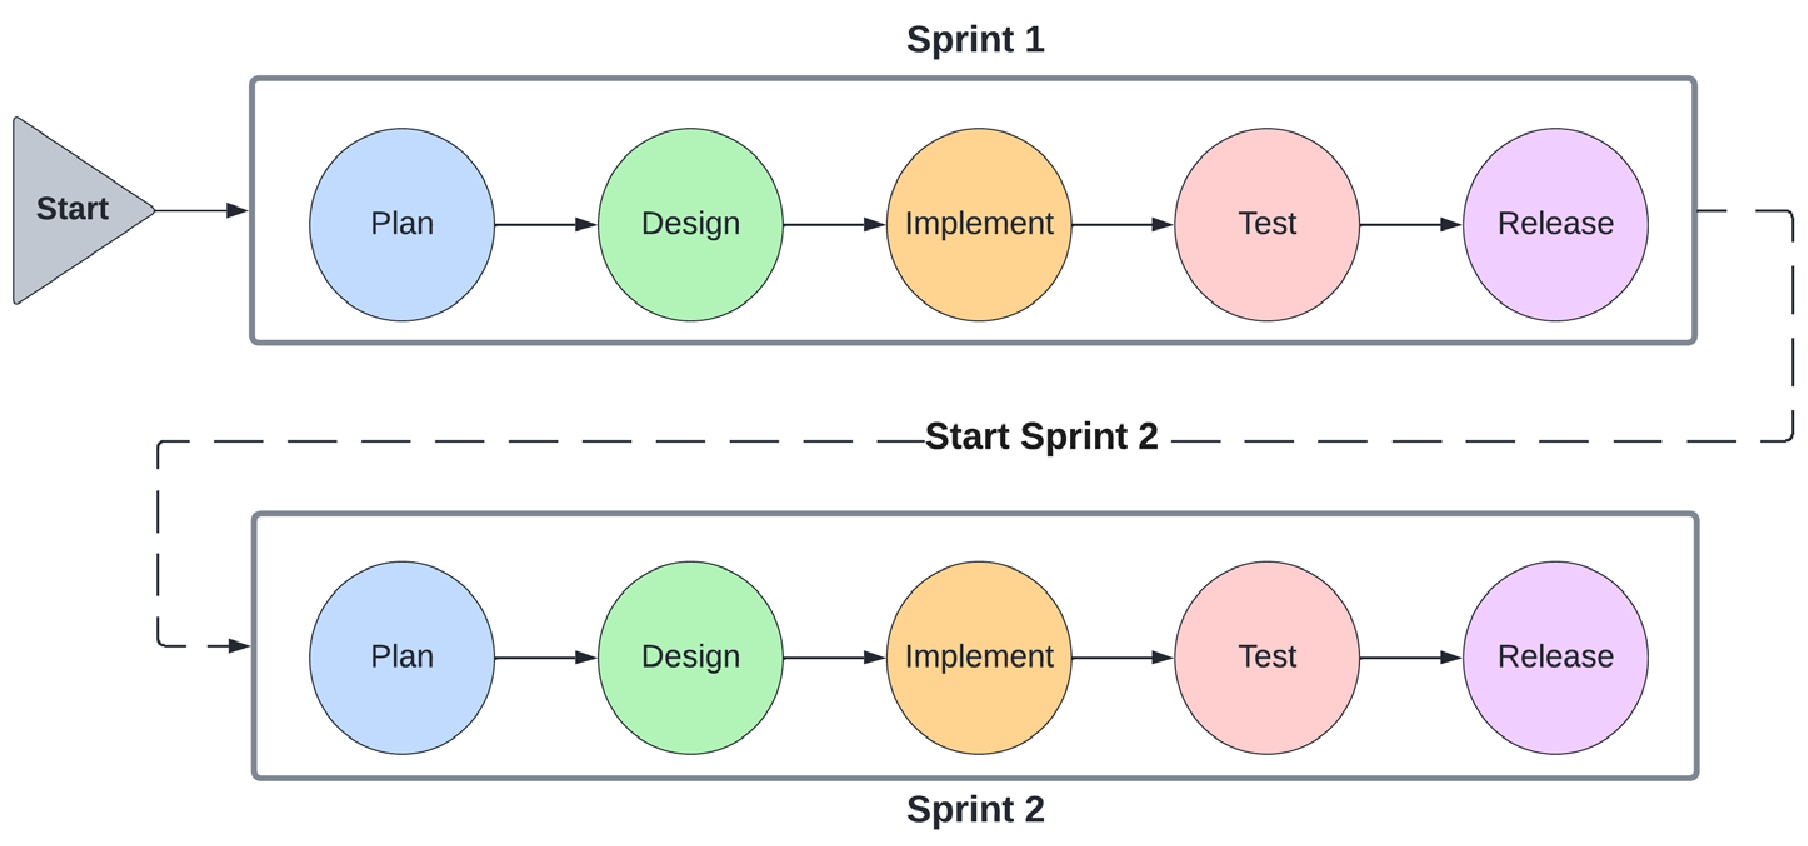 Sprint 1
Start
Plan
Design
Implement
Test
Release
Start Sprint 2
Plan
Design
Implement
Test
Release
Sprint 2